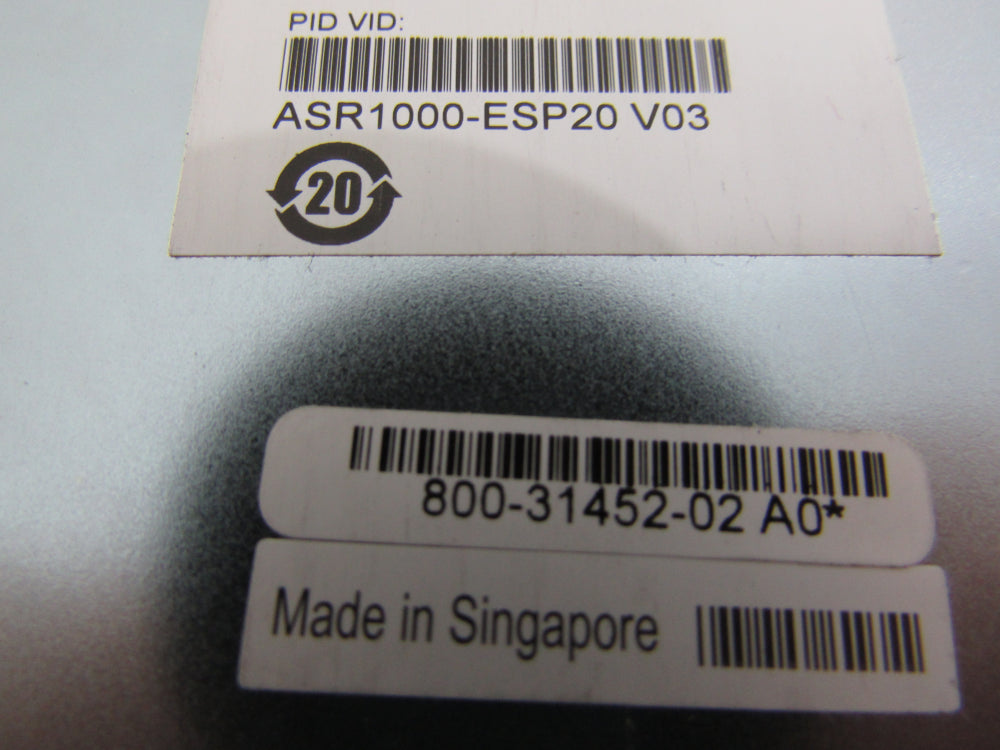 PID VID:
ASR1000-ESP20 V03
20
800-31452-02 A0*
Made in Singapore